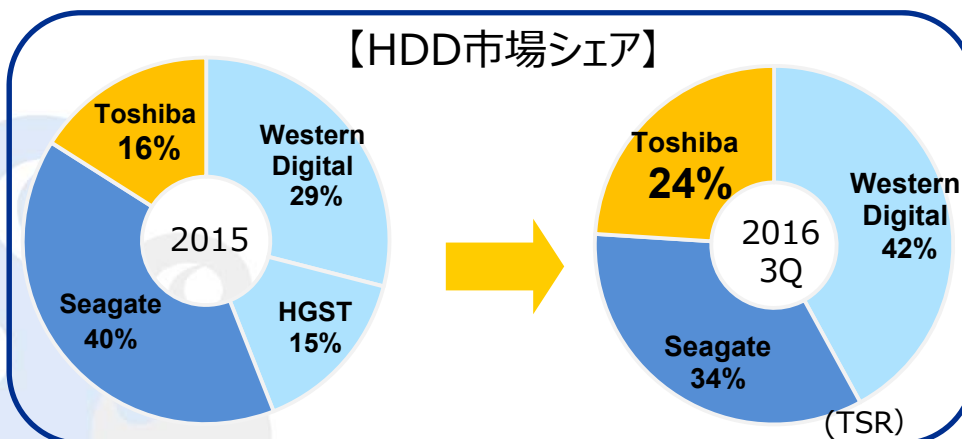 【HDD市場シェア】
Toshiba
16%
Western
Digital
29%
2015
Seagate
40%
HGST
15%
Toshiba
24%
Western
Digital
42%
2016
3Q
Seagate
34%
(TSR）